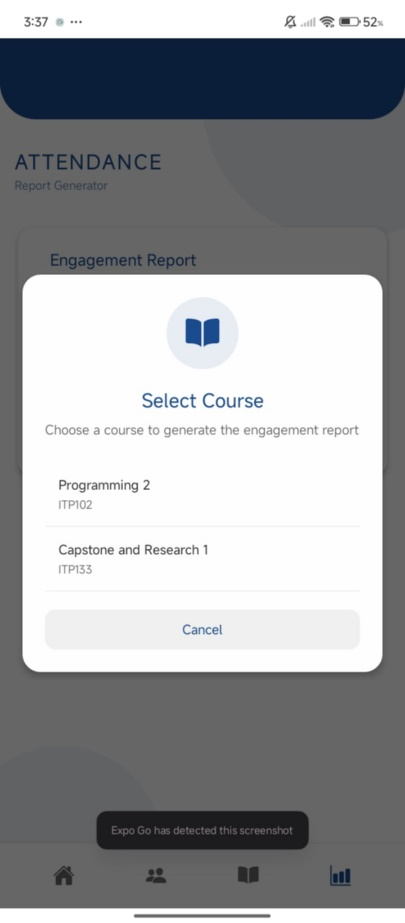 3:37
52%
ATTENDANCE
Report Generator
Engagement Report
Select Course
Choose a course to generate the engagement report
Programming 2
ITP102
Capstone and Research 1
ITP133
Cancel
Expo Go has detected this screenshot